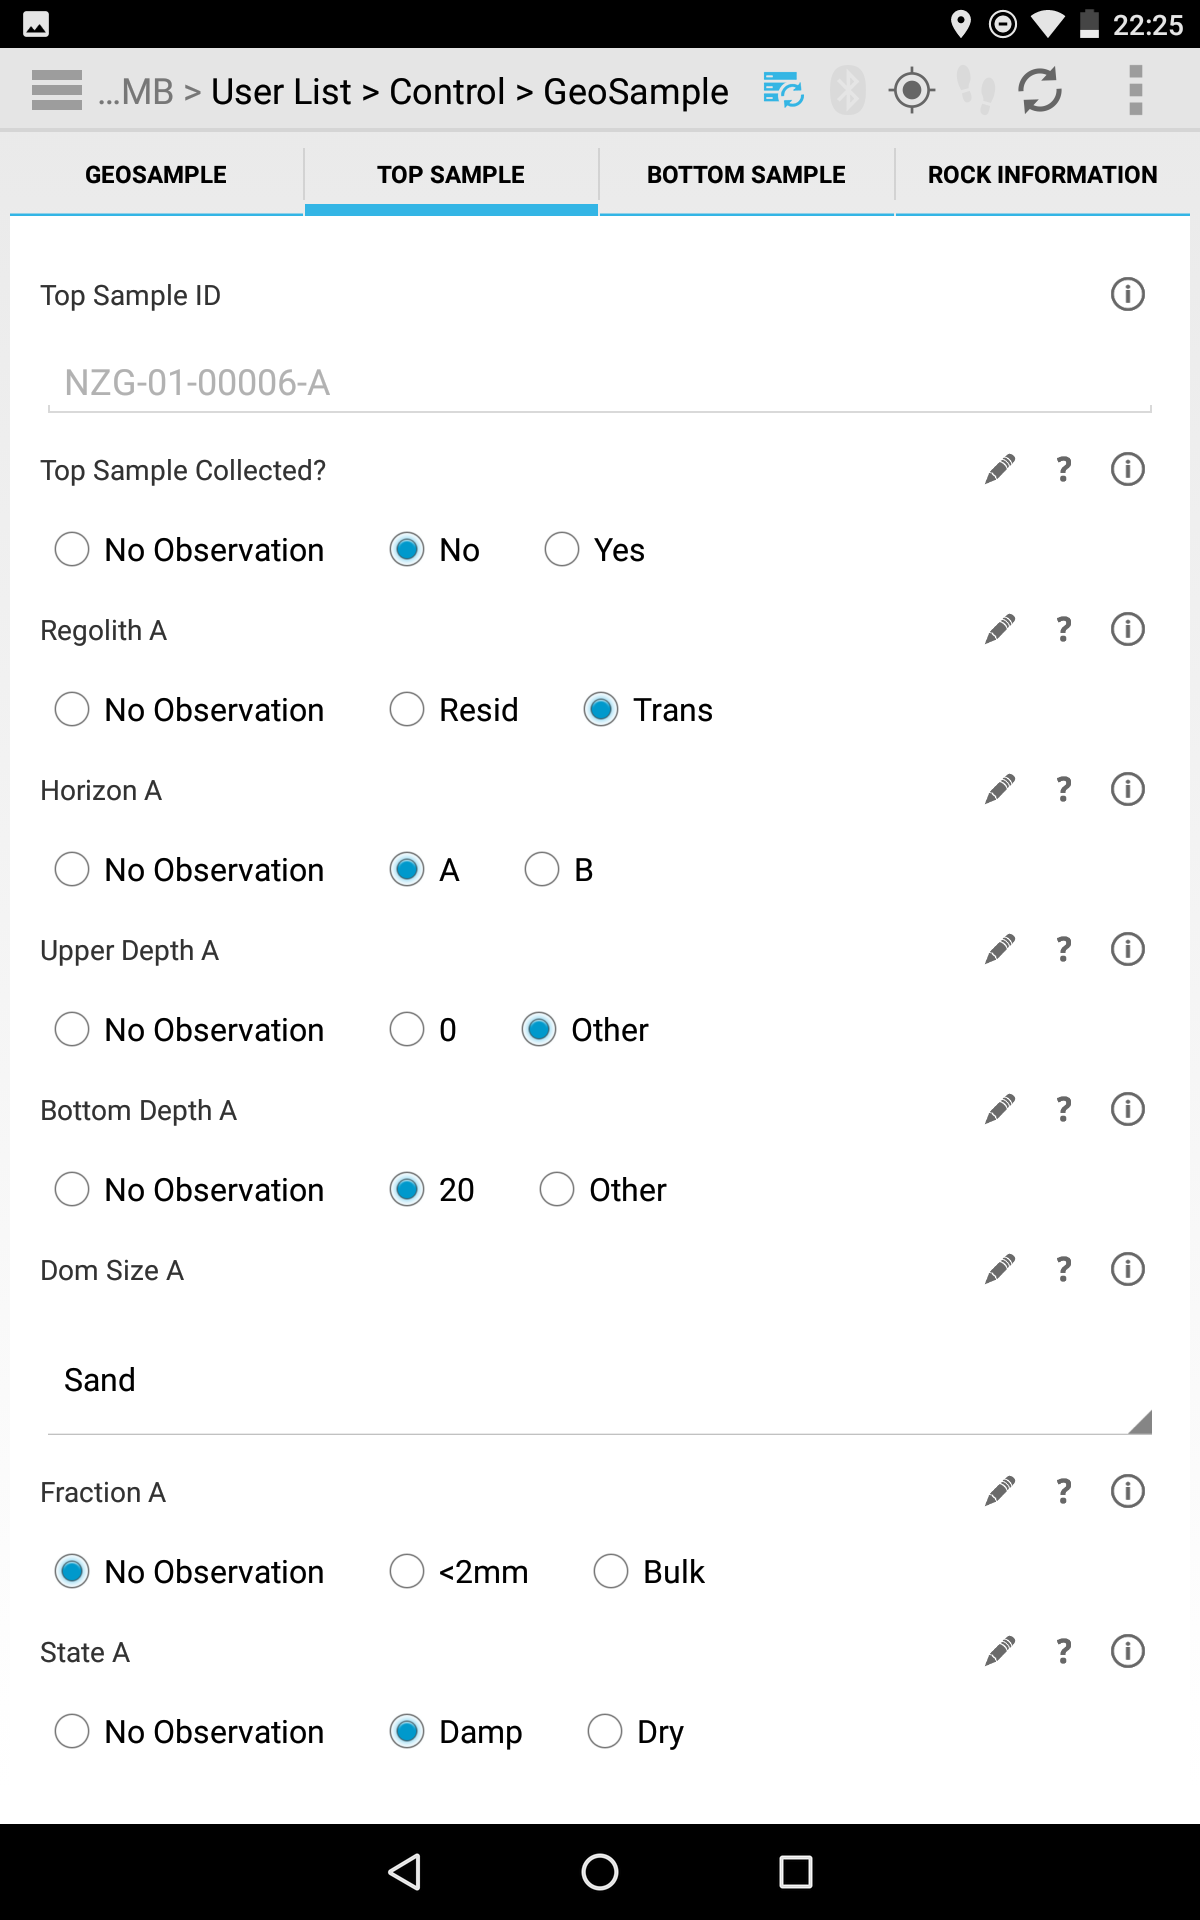 22:25
...MB > User List > Control > GeoSample
GEOSAMPLE TOP SAMPLE BOTTOM SAMPLE ROCK INFORMATION
Top Sample ID
NZG-01-00006-A
Top Sample Collected? ?
No Observation No Yes
Regolith A ?
No Observation Resid Trans
Horizon A ?
No Observation A B
Upper Depth A ?
No Observation 0 Other
Bottom Depth A ?
No Observation 20 Other
Dom Size A ?
Sand
Fraction A ?
No Observation <2mm Bulk
State A ?
No Observation Damp Dry